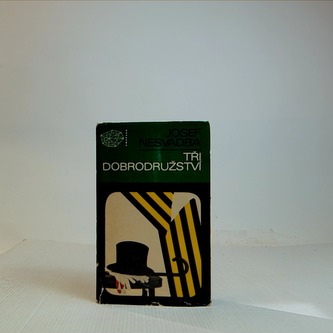 JOSEF
NESVADBA
TŘI
DOBRODRUŽSTVÍ